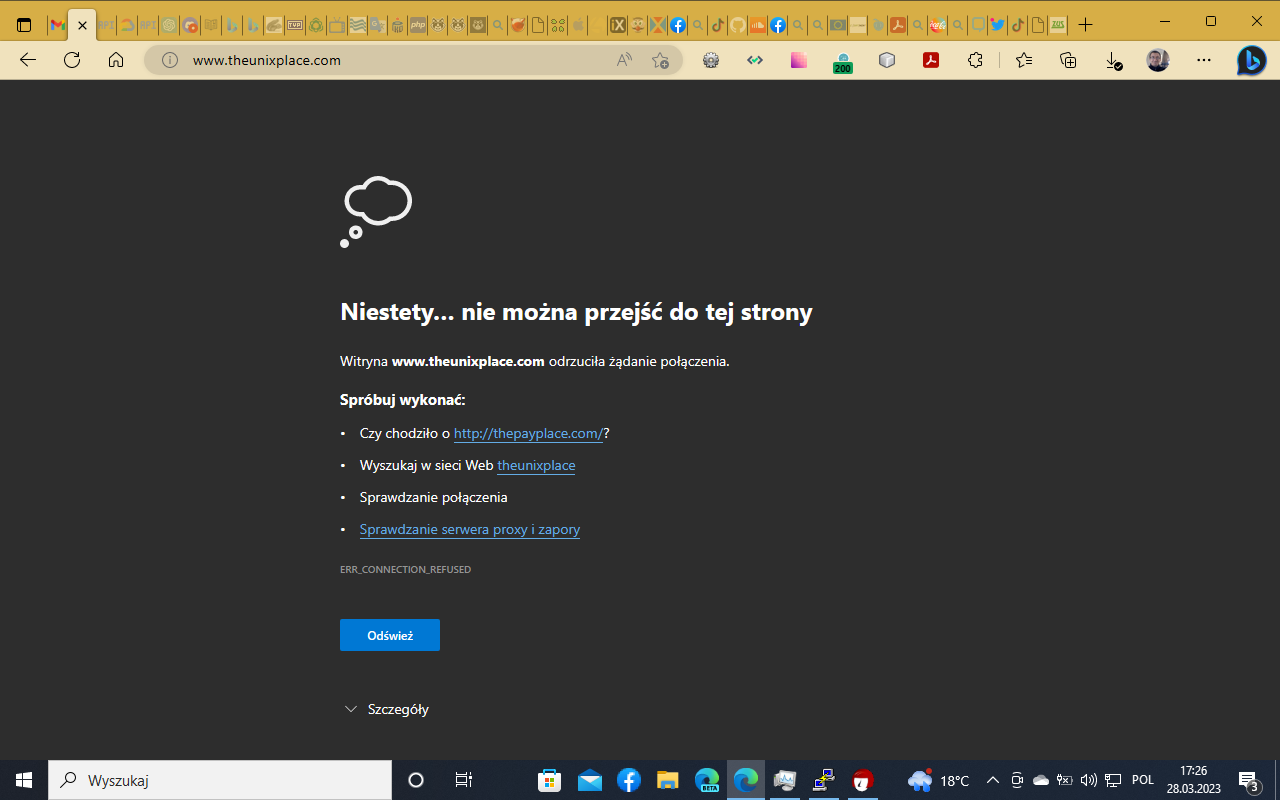 www.theunixplace.com
200
Niestety… nie można przejść do tej strony
Witryna www.theunixplace.com odrzuciła żądanie połączenia.
Spróbuj wykonać:
• Czy chodziło o http://thepayplace.com/?
• Wyszukaj w sieci Web theunixplace
• Sprawdzanie połączenia
• Sprawdzanie serwera proxy i zapory
ERR_CONNECTION_REFUSED
Odśwież
Szczegóły
Wyszukaj
BETA
18°C
POL
17:26
28.03.2023
3